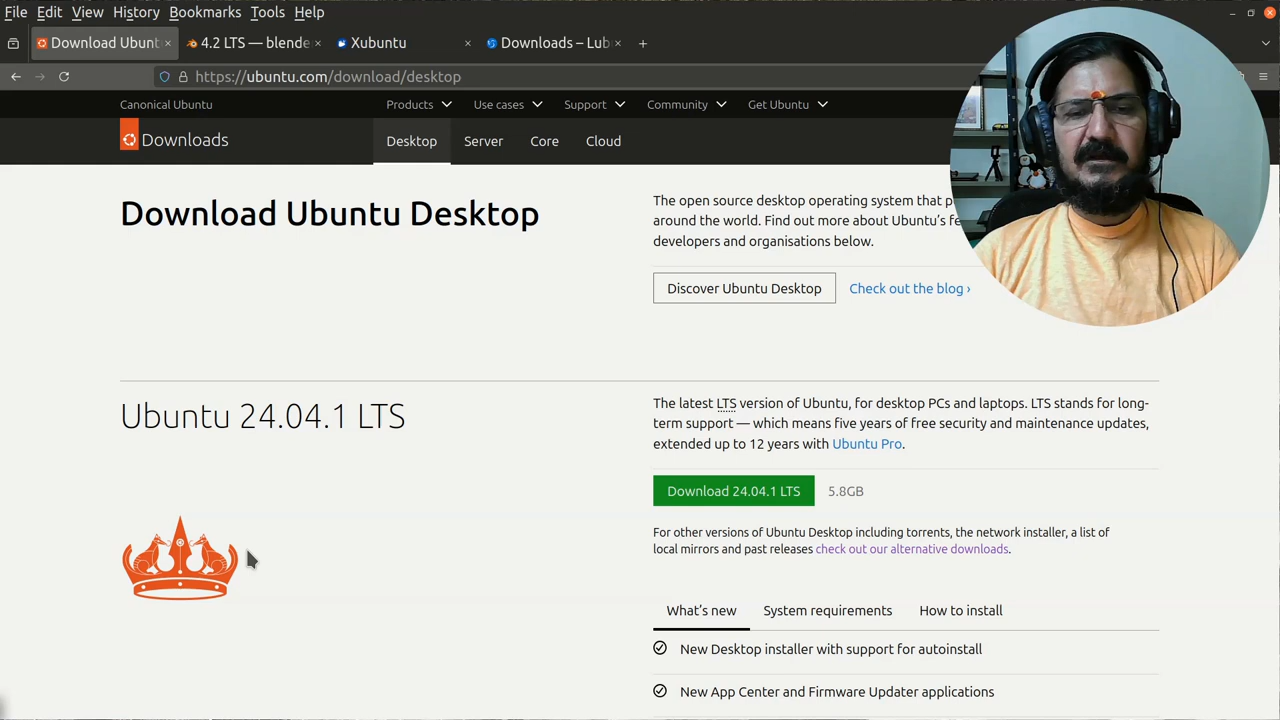 File Edit View History Bookmarks Tools Help
Download Ubunt
4.2 LTS — blende
Xubuntu
Downloads – Lub
https://ubuntu.com/download/desktop
Canonical Ubuntu
Products
Use cases
Support
Community
Get Ubuntu
Downloads
Desktop
Server
Core
Cloud
Download Ubuntu Desktop
The open source desktop operating system that p
around the world. Find out more about Ubuntu's fe
developers and organisations below.
Discover Ubuntu Desktop
Check out the blog ›
Ubuntu 24.04.1 LTS
The latest LTS version of Ubuntu, for desktop PCs and laptops. LTS stands for long-
term support — which means five years of free security and maintenance updates,
extended up to 12 years with Ubuntu Pro.
Download 24.04.1 LTS
5.8GB
For other versions of Ubuntu Desktop including torrents, the network installer, a list of
local mirrors and past releases check out our alternative downloads.
What's new
System requirements
How to install
New Desktop installer with support for autoinstall
New App Center and Firmware Updater applications